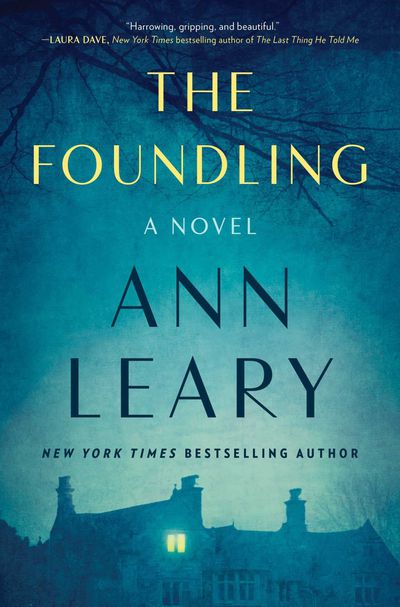 "Harrowing, gripping, and beautiful."
—LAURA DAVE, New York Times bestselling author of The Last Thing He Told Me
THE
FOUNDLING
A NOVEL
ANN
LEARY
NEW YORK TIMES BESTSELLING AUTHOR